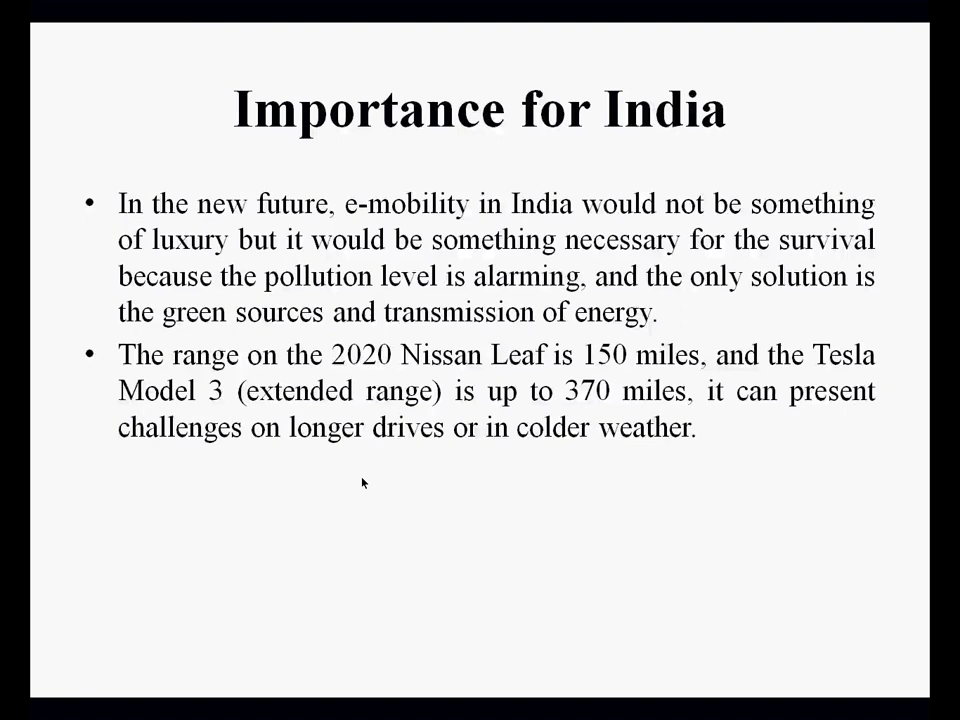 Importance for India
• In the new future, e-mobility in India would not be something
of luxury but it would be something necessary for the survival
because the pollution level is alarming, and the only solution is
the green sources and transmission of energy.
• The range on the 2020 Nissan Leaf is 150 miles, and the Tesla
Model 3 (extended range) is up to 370 miles, it can present
challenges on longer drives or in colder weather.